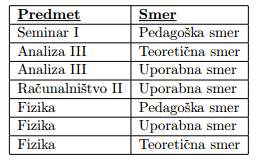 Predmet Smer
Seminar I Pedagoška smer
Analiza III Teoretična smer
Analiza III Uporabna smer
Računalništvo II Uporabna smer
Fizika Pedagoška smer
Fizika Uporabna smer
Fizika Teoretična smer